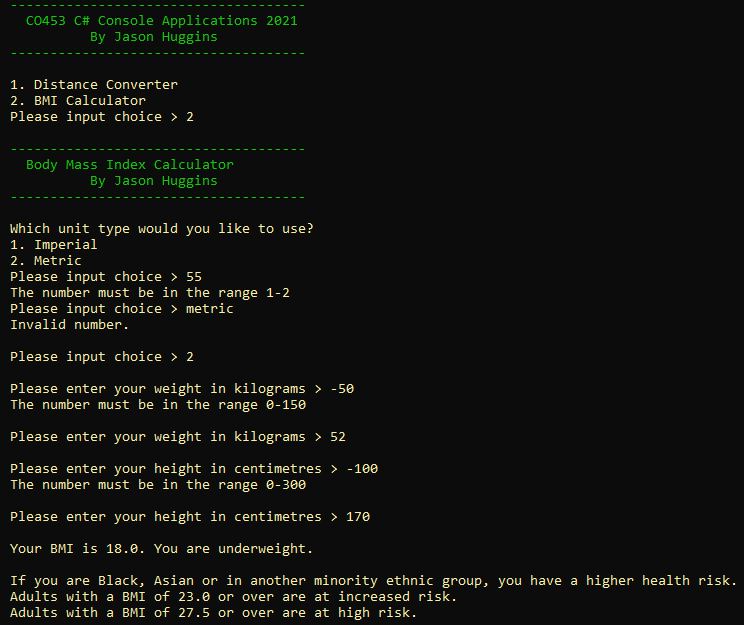 -------------------------------------
CO453 C# Console Applications 2021
By Jason Huggins
-------------------------------------
1. Distance Converter
2. BMI Calculator
Please input choice > 2
-------------------------------------
Body Mass Index Calculator
By Jason Huggins
-------------------------------------
Which unit type would you like to use?
1. Imperial
2. Metric
Please input choice > 55
The number must be in the range 1-2
Please input choice > metric
Invalid number.
Please input choice > 2
Please enter your weight in kilograms > -50
The number must be in the range 0-150
Please enter your weight in kilograms > 52
Please enter your height in centimetres > -100
The number must be in the range 0-300
Please enter your height in centimetres > 170
Your BMI is 18.0. You are underweight.
If you are Black, Asian or in another minority ethnic group, you have a higher health risk.
Adults with a BMI of 23.0 or over are at increased risk.
Adults with a BMI of 27.5 or over are at high risk.